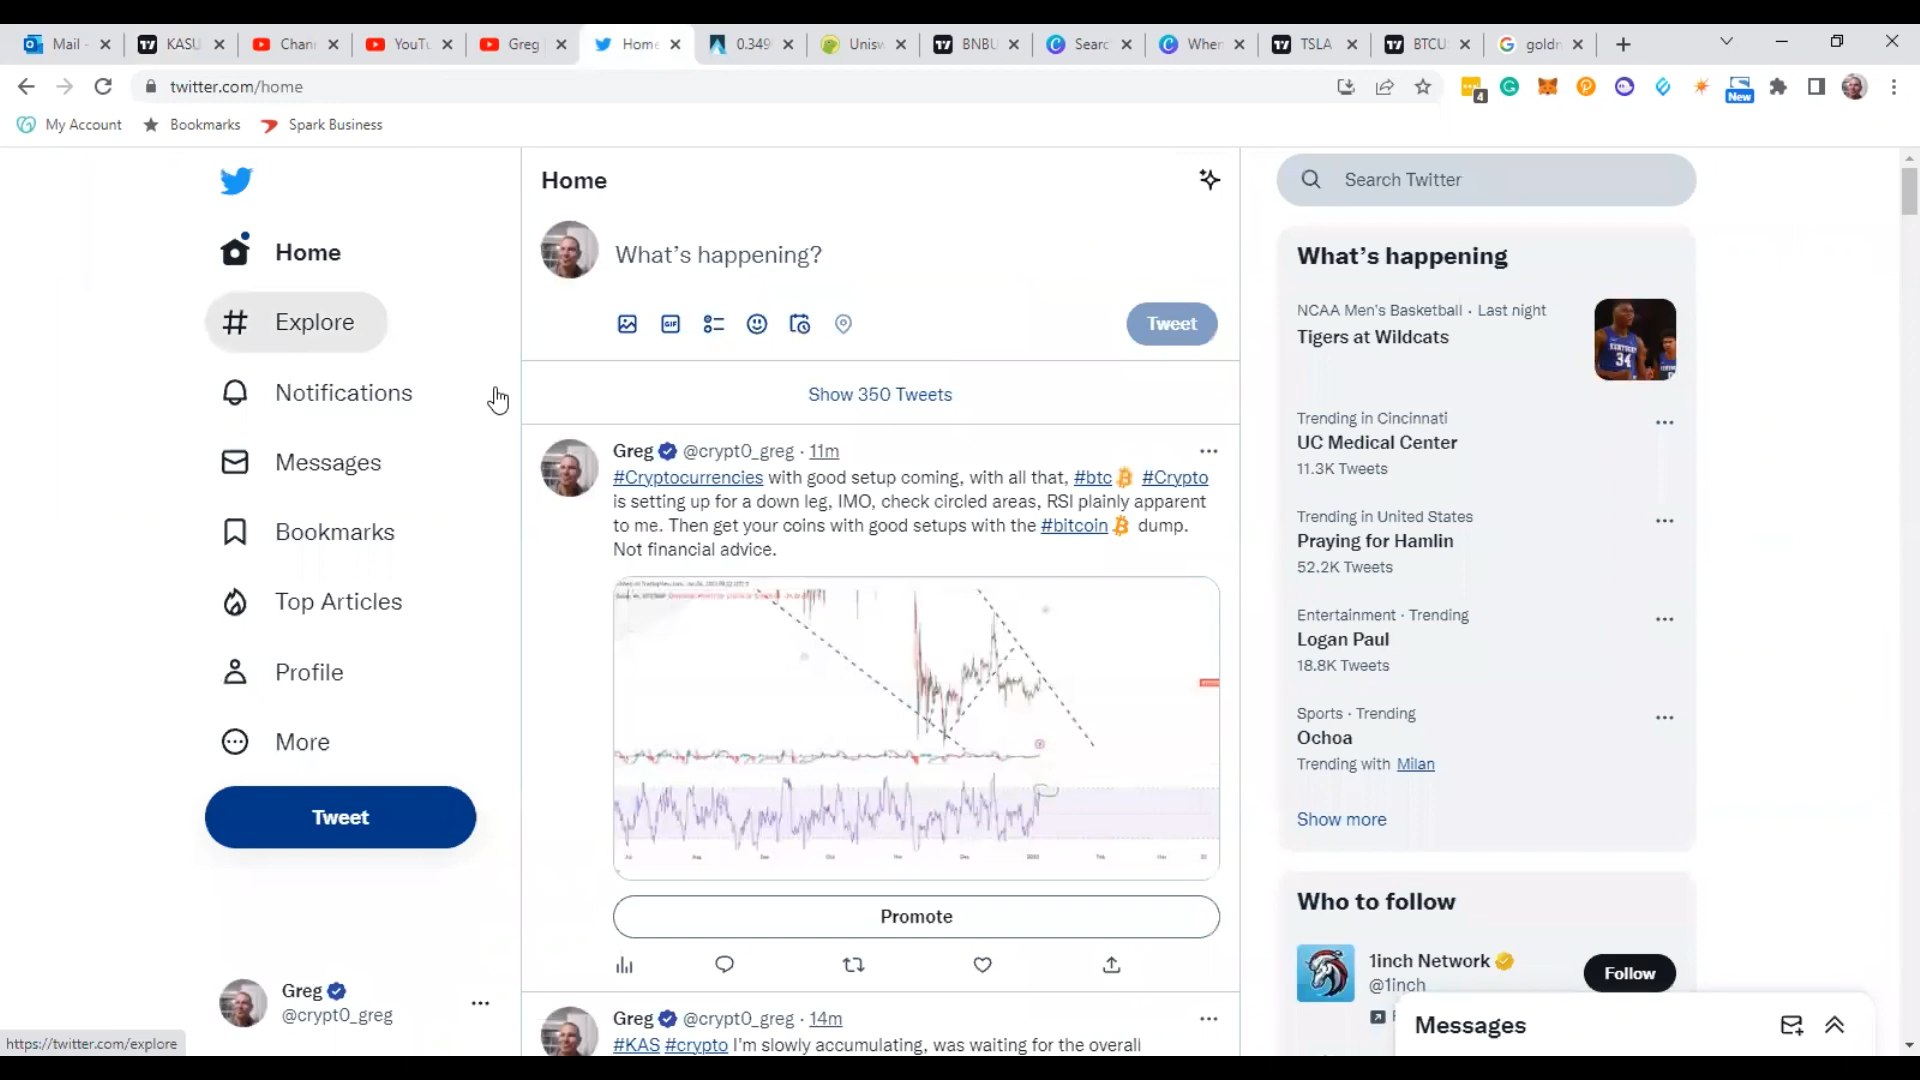 Mail -
KASU
Chan
YouTu
Greg
Home
0.349
Unisw
BNBU
Searc
When
TSLA
BTCU
goldn
twitter.com/home
4
New
My Account
Bookmarks
Spark Business
Home
Explore
Notifications
Messages
Bookmarks
Top Articles
Profile
More
Tweet
Greg
@crypt0_greg
https://twitter.com/explore
Home
What's happening?
GIF
Tweet
Show 350 Tweets
Greg @crypt0_greg · 11m
#Cryptocurrencies with good setup coming, with all that, #btc #Crypto
is setting up for a down leg, IMO, check circled areas, RSI plainly apparent
to me. Then get your coins with good setups with the #bitcoin dump.
Not financial advice.
Promote
Greg @crypt0_greg · 14m
#KAS #crypto I'm slowly accumulating, was waiting for the overall
Search Twitter
What's happening
NCAA Men's Basketball · Last night
Tigers at Wildcats
KENTUCKY
34
Trending in Cincinnati
UC Medical Center
11.3K Tweets
Trending in United States
Praying for Hamlin
52.2K Tweets
Entertainment · Trending
Logan Paul
18.8K Tweets
Sports · Trending
Ochoa
Trending with Milan
Show more
Who to follow
1inch Network
@1inch
Follow
Messages